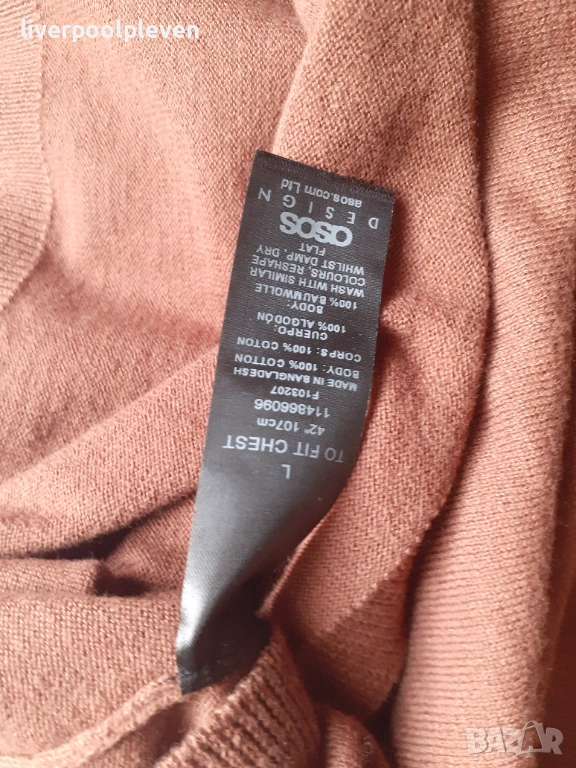 liverpoolpleven
L
TO FIT CHEST
42" 107cm
114866096
F103207
MADE IN BANGLADESH
BODY: 100% COTTON
CORPS: 100% COTON
CUERPO:
100% ALGODÓN
BODY:
100% BAUMWOLLE
WASH WITH SIMILAR
COLOURS, RESHAPE
WHILST DAMP, DRY
FLAT
asos
DESIGN
asos.com Ltd
BAZAR